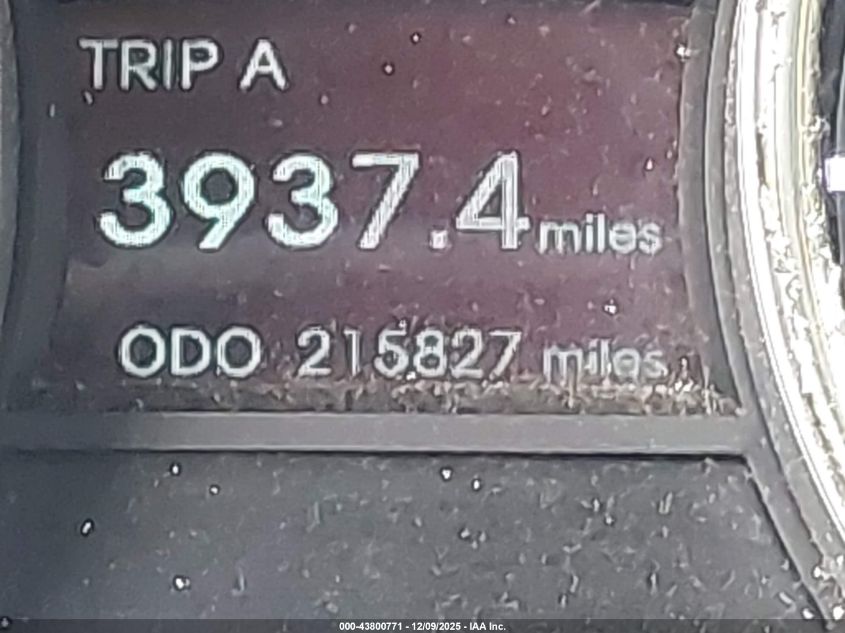 TRIP A
3937.4 miles
ODO 215827 miles
000-43800771 - 12/09/2025 - IAA Inc.